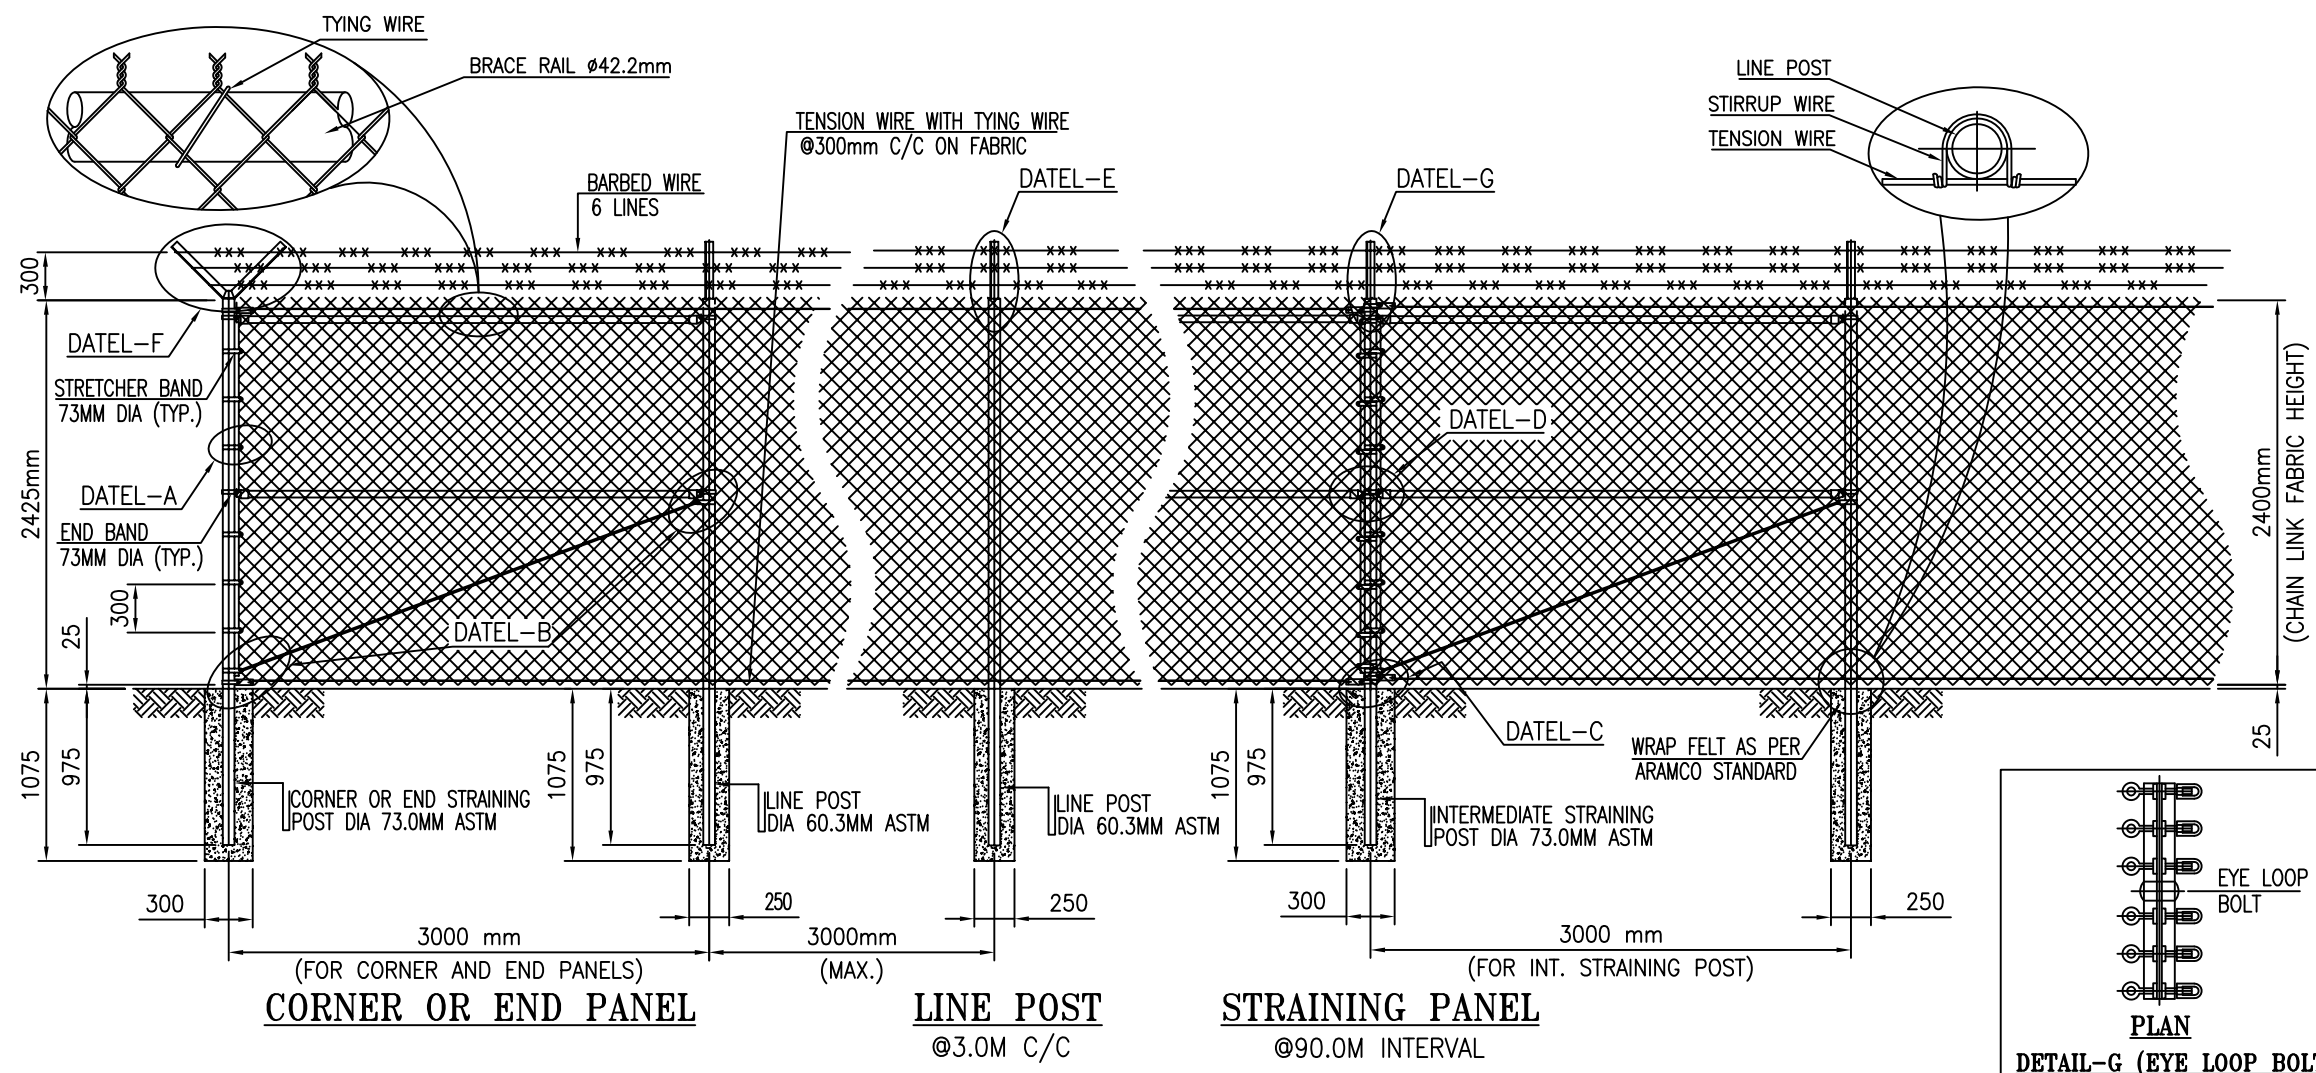 TYING WIRE
BRACE RAIL ø42.2mm
TENSION WIRE WITH TYING WIRE
@300mm C/C ON FABRIC
BARBED WIRE
6 LINES
DATEL-E
DATEL-G
LINE POST
STIRRUP WIRE
TENSION WIRE
300
2425mm
300
25
1075
975
DATEL-F
STRETCHER BAND
73MM DIA (TYP.)
DATEL-A
END BAND
73MM DIA (TYP.)
DATEL-B
DATEL-D
DATEL-C
2400mm
(CHAIN LINK FABRIC HEIGHT)
25
WRAP FELT AS PER
ARAMCO STANDARD
CORNER OR END STRAINING
POST DIA 73.0MM ASTM
1075
975
LINE POST
DIA 60.3MM ASTM
LINE POST
DIA 60.3MM ASTM
1075
975
INTERMEDIATE STRAINING
POST DIA 73.0MM ASTM
300
250
250
300
250
3000 mm
(FOR CORNER AND END PANELS)
3000mm
(MAX.)
3000 mm
(FOR INT. STRAINING POST)
CORNER OR END PANEL
LINE POST
@3.0M C/C
STRAINING PANEL
@90.0M INTERVAL
EYE LOOP
BOLT
PLAN
DETAIL-G (EYE LOOP BOLT